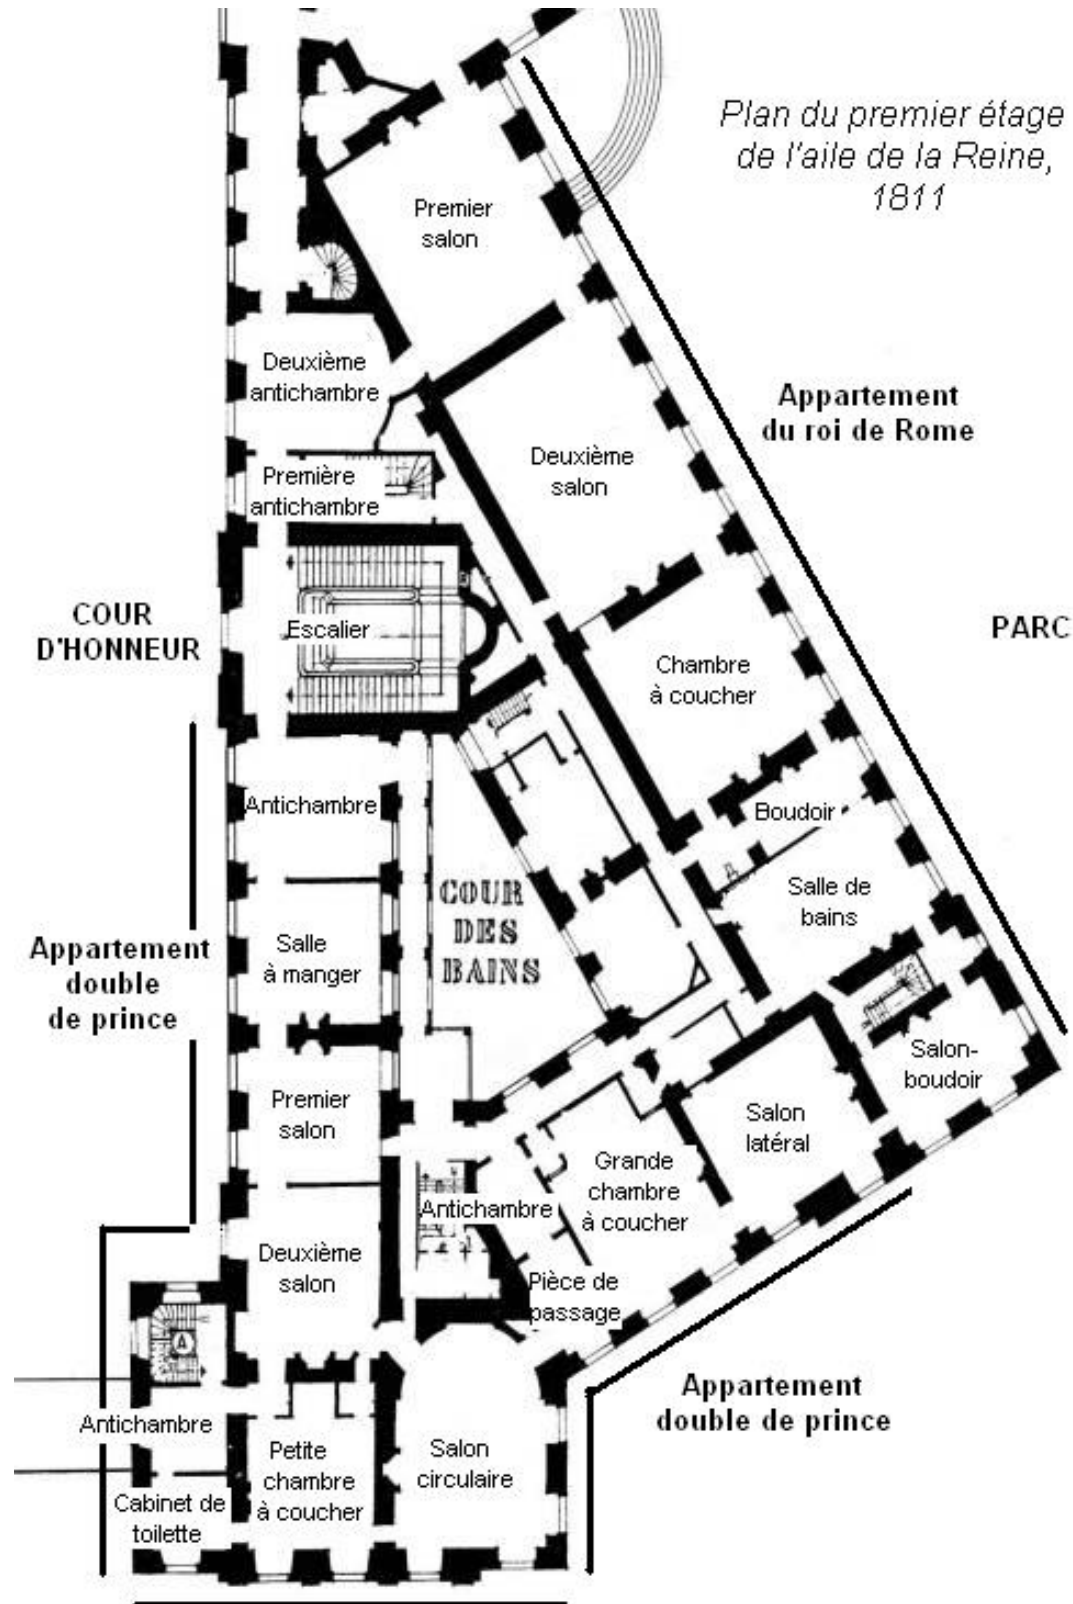 Plan du premier étage
de l'aile de la Reine,
1811
Premier
salon
Deuxième
antichambre
Appartement
du roi de Rome
Deuxième
salon
Première
antichambre
COUR
D'HONNEUR
Escalier
PARC
Chambre
à coucher
Antichambre
Boudoir
COUR
DES
BAINS
Salle de
bains
Appartement
double
de prince
Salle
à manger
Salon-
boudoir
Premier
salon
Salon
latéral
Grande
chambre
à coucher
Antichambre
Deuxième
salon
Pièce de
passage
A
Appartement
double de prince
Antichambre
Petite
chambre
à coucher
Salon
circulaire
Cabinet de
toilette